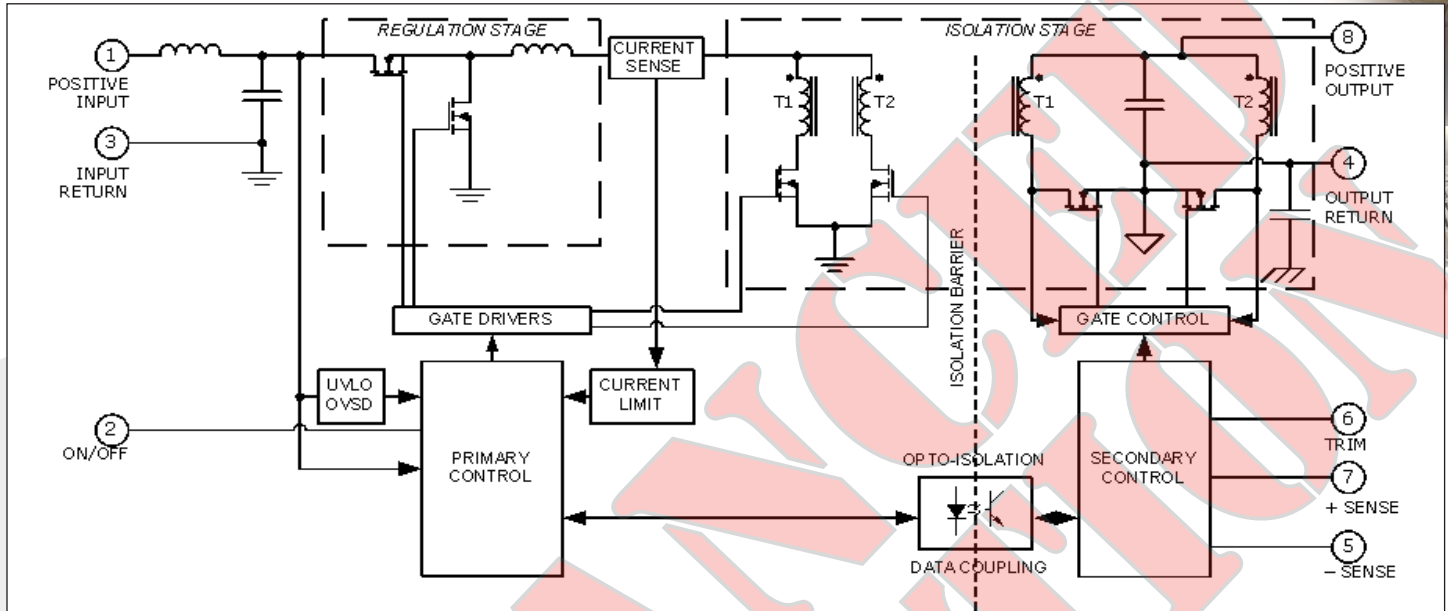 REGULATION STAGE
ISOLATION STAGE
1
POSITIVE
INPUT
CURRENT
SENSE
8
POSITIVE
OUTPUT
T1
T2
T1
T2
3
INPUT
RETURN
4
OUTPUT
RETURN
ISOLATION BARRIER
GATE DRIVERS
GATE CONTROL
UVLO
OVSD
CURRENT
LIMIT
2
ON/OFF
PRIMARY
CONTROL
OPTO-ISOLATION
SECONDARY
CONTROL
6
TRIM
7
+ SENSE
5
– SENSE
DATA COUPLING